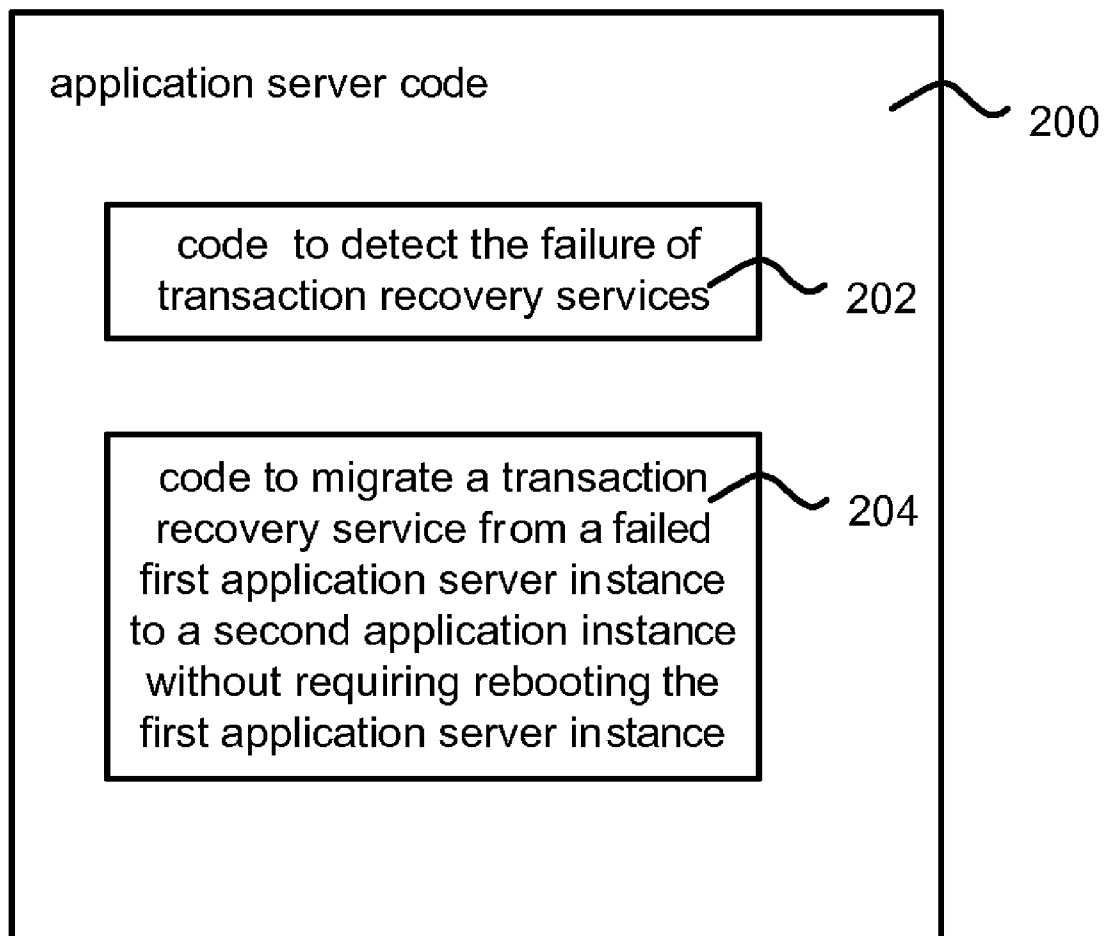 application server code
200
code to detect the failure of
transaction recovery services
202
code to migrate a transaction
recovery service from a failed
first application server instance
to a second application instance
without requiring rebooting the
first application server instance
204